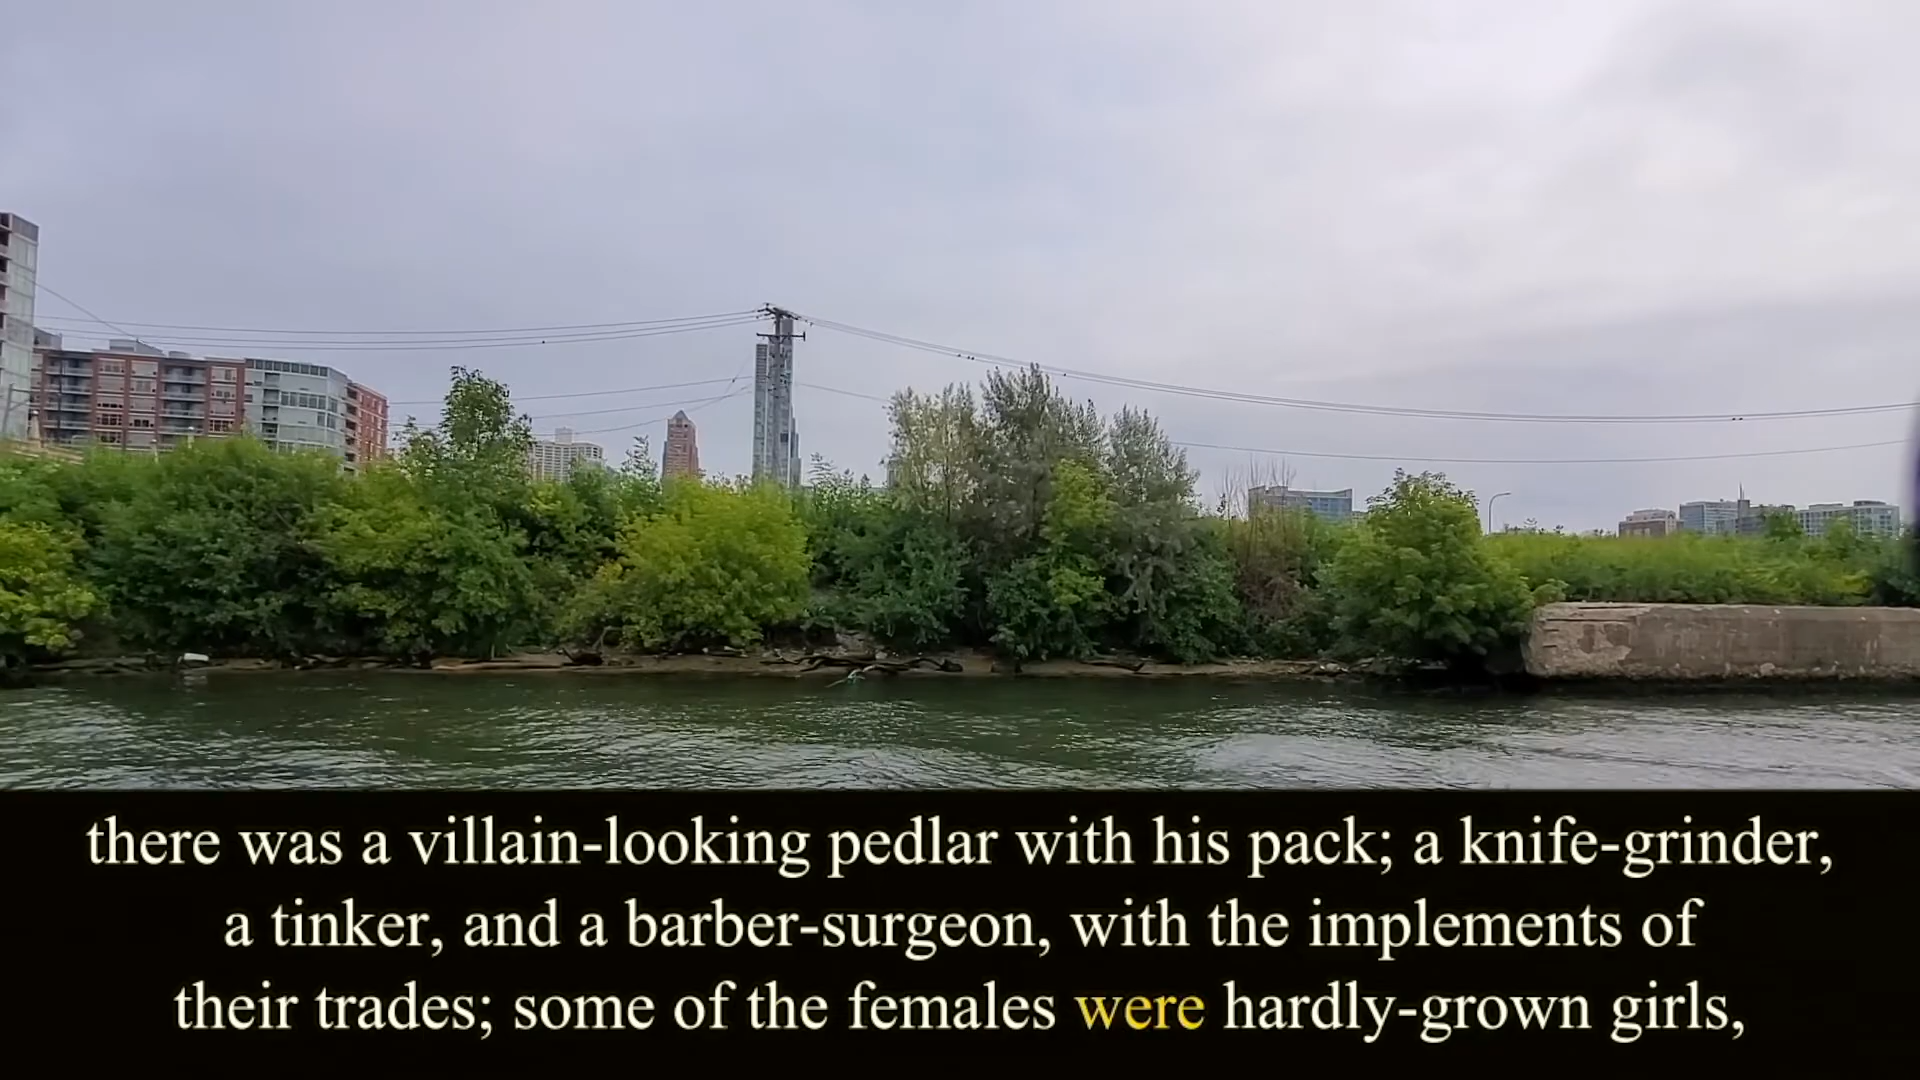 there was a villain-looking pedlar with his pack; a knife-grinder,
a tinker, and a barber-surgeon, with the implements of
their trades; some of the females were hardly-grown girls,